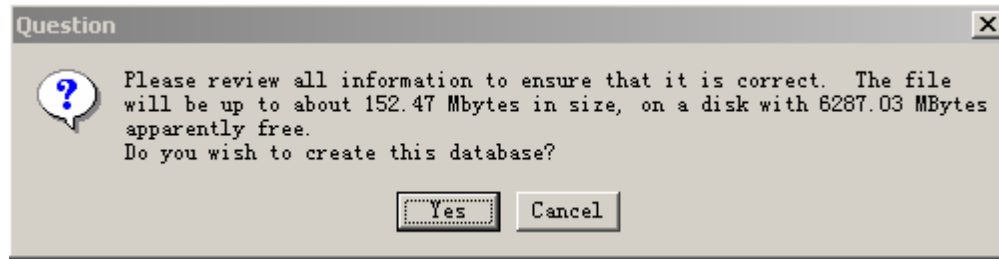 Question
?
Please review all information to ensure that it is correct.  The file
will be up to about 152.47 Mbytes in size, on a disk with 6287.03 MBytes
apparently free.
Do you wish to create this database?
Yes Cancel